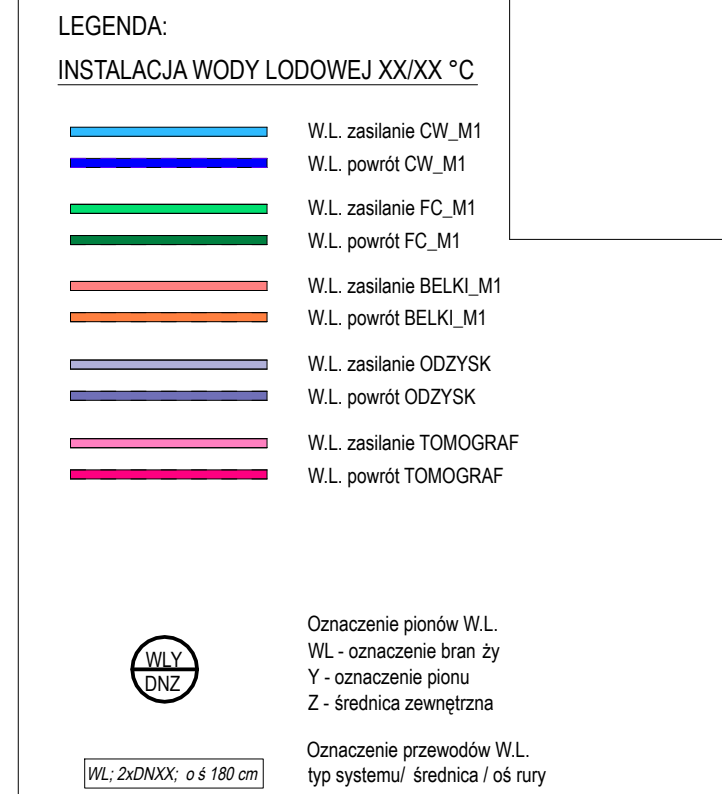 LEGENDA:
INSTALACJA WODY LODOWEJ XX/XX °C
W.L. zasilanie CW_M1
W.L. powrót CW_M1
W.L. zasilanie FC_M1
W.L. powrót FC_M1
W.L. zasilanie BELKI_M1
W.L. powrót BELKI_M1
W.L. zasilanie ODZYSK
W.L. powrót ODZYSK
W.L. zasilanie TOMOGRAF
W.L. powrót TOMOGRAF
WLY
DNZ
Oznaczenie pionów W.L.
WL - oznaczenie bran ży
Y - oznaczenie pionu
Z - średnica zewnętrzna
WL; 2xDNXX; o ś 180 cm
Oznaczenie przewodów W.L.
typ systemu/ średnica / oś rury